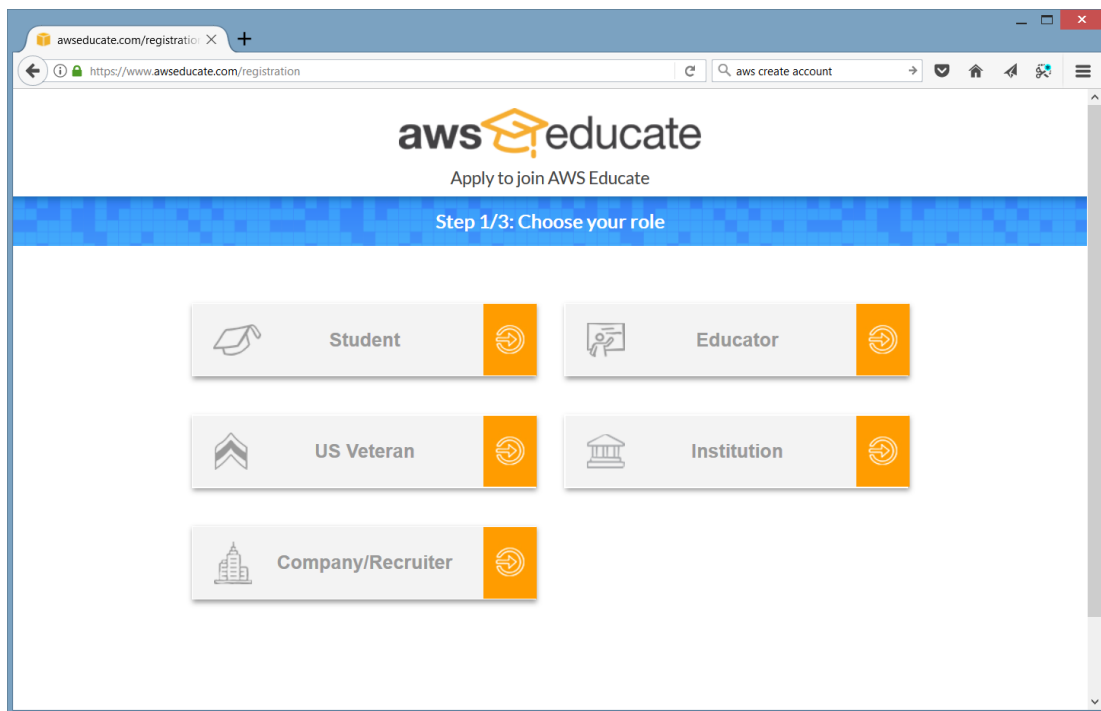 awseducate.com/registratio
https://www.awseducate.com/registration
aws create account
aws educate
Apply to join AWS Educate
Step 1/3: Choose your role
Student
Educator
US Veteran
Institution
Company/Recruiter